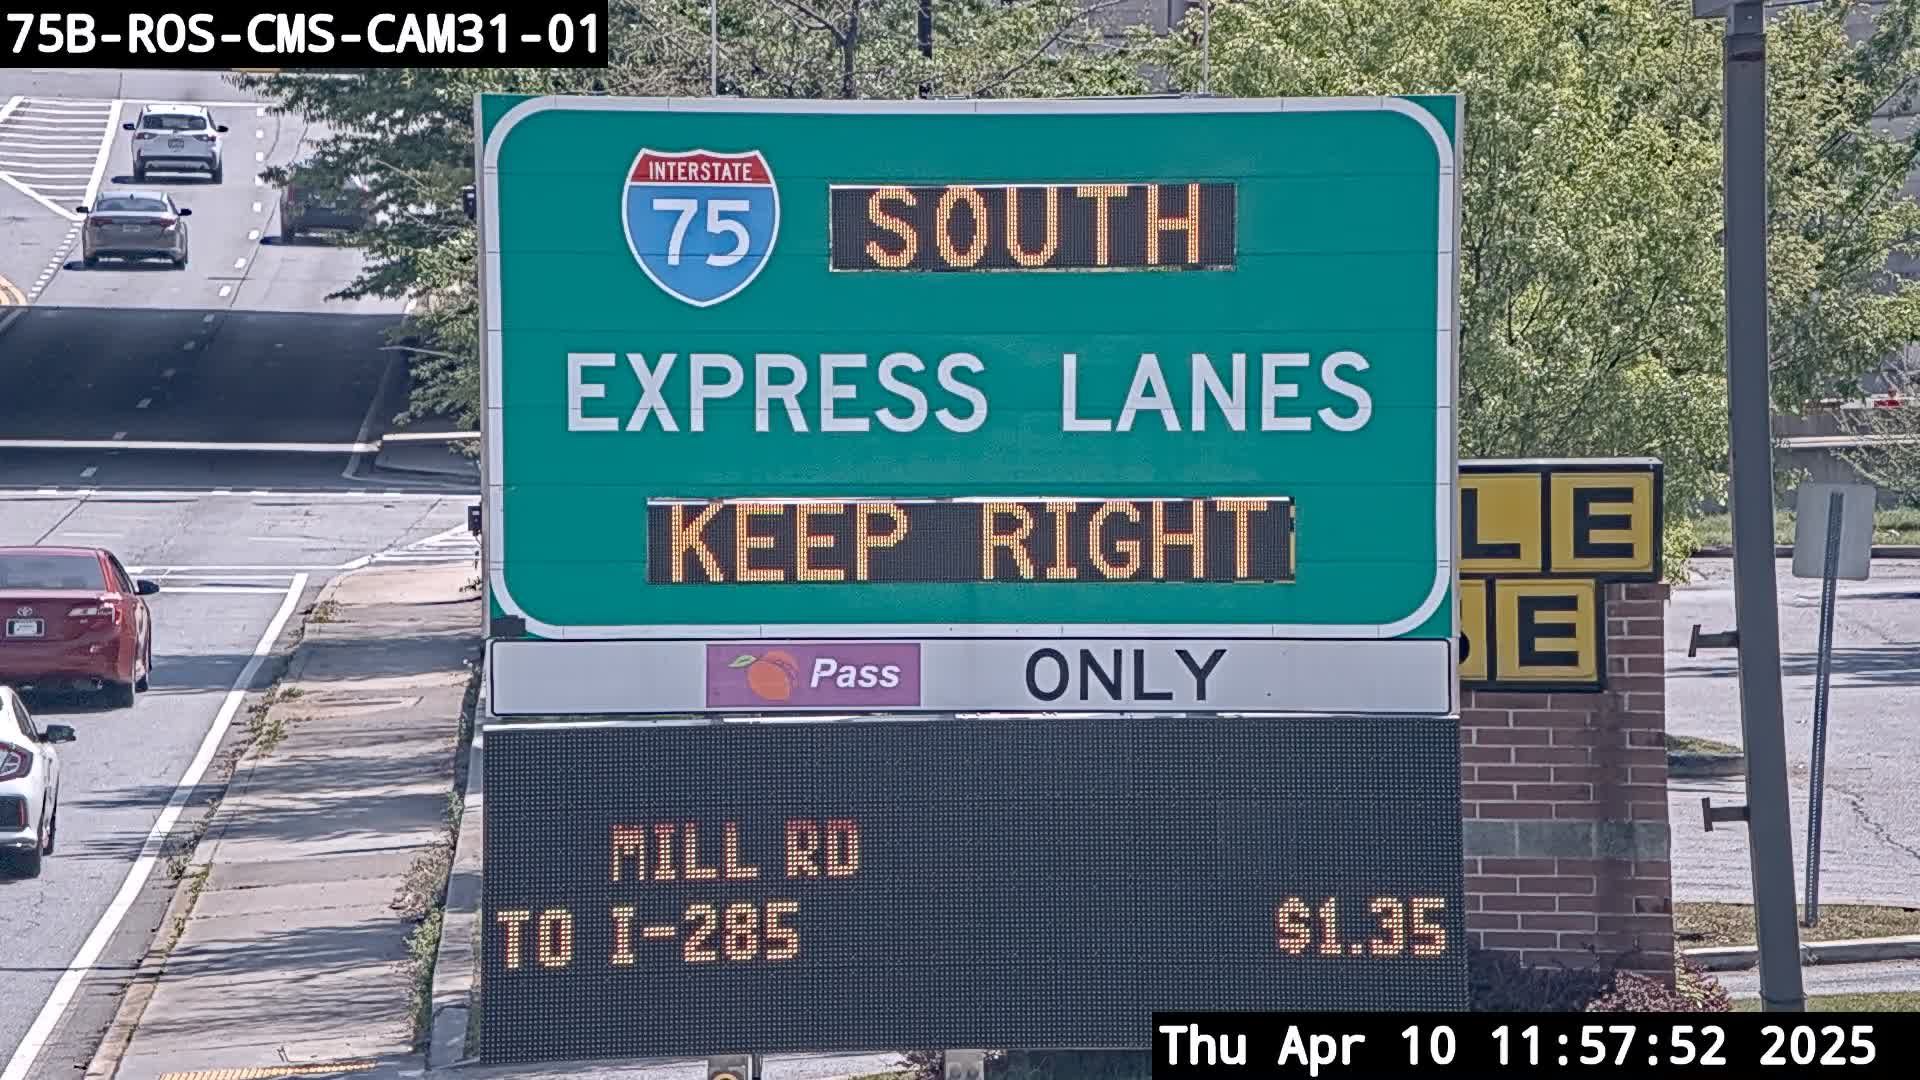 75B-ROS-CMS-CAM31-01
INTERSTATE
75
SOUTH
EXPRESS LANES
KEEP RIGHT
LE
E
Pass ONLY
MILL RD
TO I-285 $1.35
Thu Apr 10 11:57:52 2025